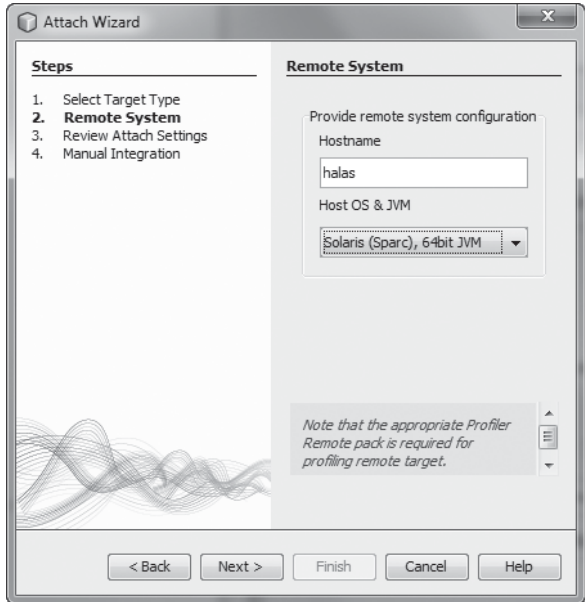 Attach Wizard
Steps
1. Select Target Type
2. Remote System
3. Review Attach Settings
4. Manual Integration
Remote System
Provide remote system configuration
Hostname
halas
Host OS & JVM
Solaris (Sparc), 64bit JVM
Note that the appropriate Profiler
Remote pack is required for
profiling remote target.
< Back Next > Finish Cancel Help